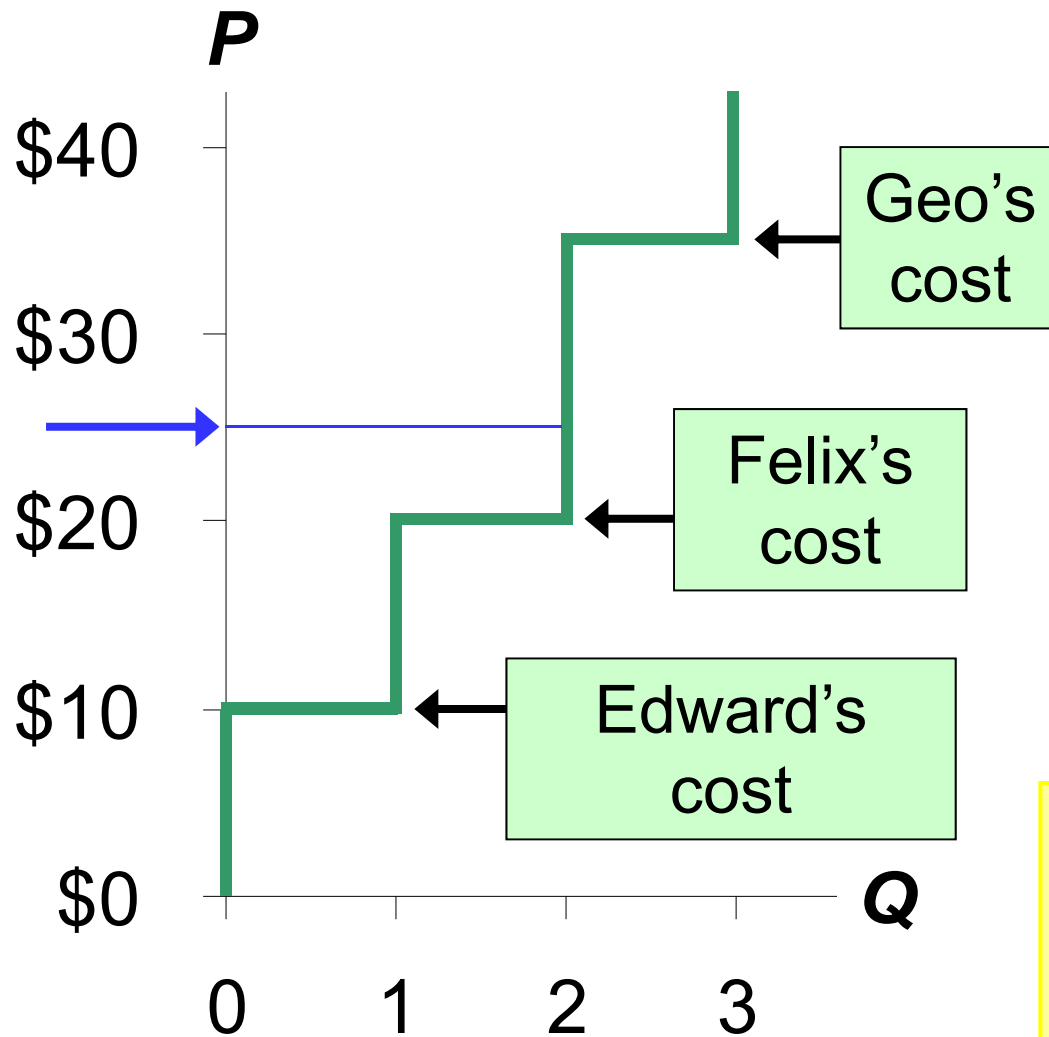 P
$40
Geo’s
cost
$30
Felix’s
cost
$20
$10
Edward’s
cost
$0
Q
0 1 2 3